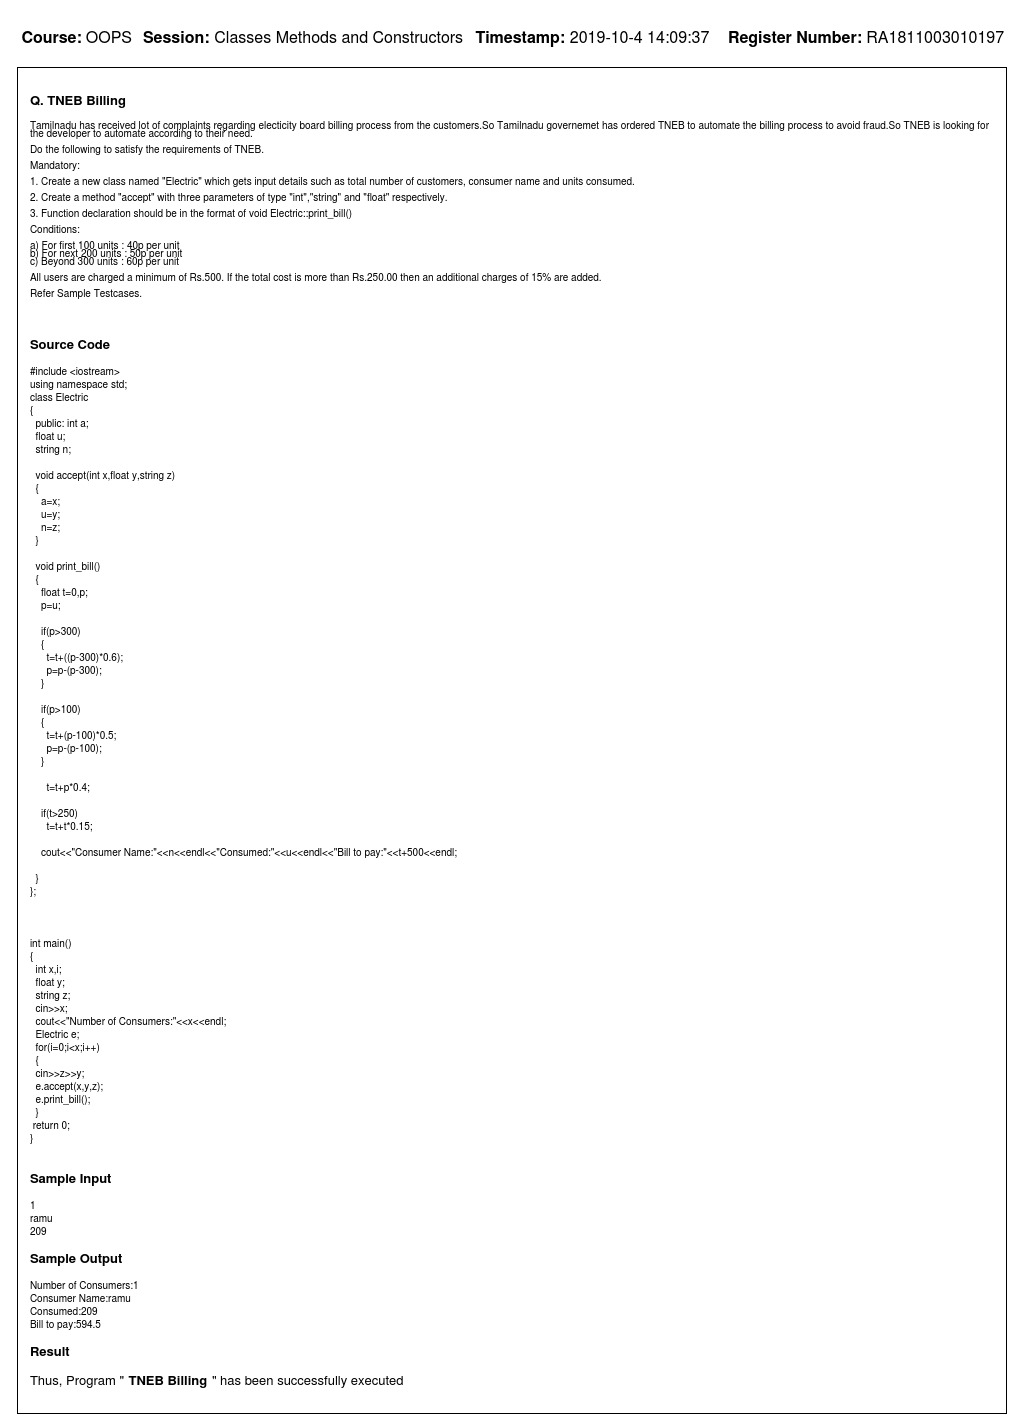 Course: OOPS Session: Classes Methods and Constructors Timestamp: 2019-10-4 14:09:37 Register Number: RA1811003010197
Q. TNEB Billing
Tamilnadu has received lot of complaints regarding electicity board billing process from the customers.So Tamilnadu governemet has ordered TNEB to automate the billing process to avoid fraud.So TNEB is looking for
the developer to automate according to their need.
Do the following to satisfy the requirements of TNEB.
Mandatory:
1. Create a new class named "Electric" which gets input details such as total number of customers, consumer name and units consumed.
2. Create a method "accept" with three parameters of type "int","string" and "float" respectively.
3. Function declaration should be in the format of void Electric::print_bill()
Conditions:
a) For first 100 units : 40p per unit
b) For next 200 units : 50p per unit
c) Beyond 300 units : 60p per unit
All users are charged a minimum of Rs.500. If the total cost is more than Rs.250.00 then an additional charges of 15% are added.
Refer Sample Testcases.
Source Code
#include <iostream>
using namespace std;
class Electric
{
public: int a;
float u;
string n;
void accept(int x,float y,string z)
{
a=x;
u=y;
n=z;
}
void print_bill()
{
float t=0,p;
p=u;
if(p>300)
{
t=t+((p-300)*0.6);
p=p-(p-300);
}
if(p>100)
{
t=t+(p-100)*0.5;
p=p-(p-100);
}
t=t+p*0.4;
if(t>250)
t=t+t*0.15;
cout<<"Consumer Name:"<<n<<endl<<"Consumed:"<<u<<endl<<"Bill to pay:"<<t+500<<endl;
}
};
int main()
{
int x,i;
float y;
string z;
cin>>x;
cout<<"Number of Consumers:"<<x<<endl;
Electric e;
for(i=0;i<x;i++)
{
cin>>z>>y;
e.accept(x,y,z);
e.print_bill();
}
return 0;
}
Sample Input
1
ramu
209
Sample Output
Number of Consumers:1
Consumer Name:ramu
Consumed:209
Bill to pay:594.5
Result
Thus, Program " TNEB Billing " has been successfully executed